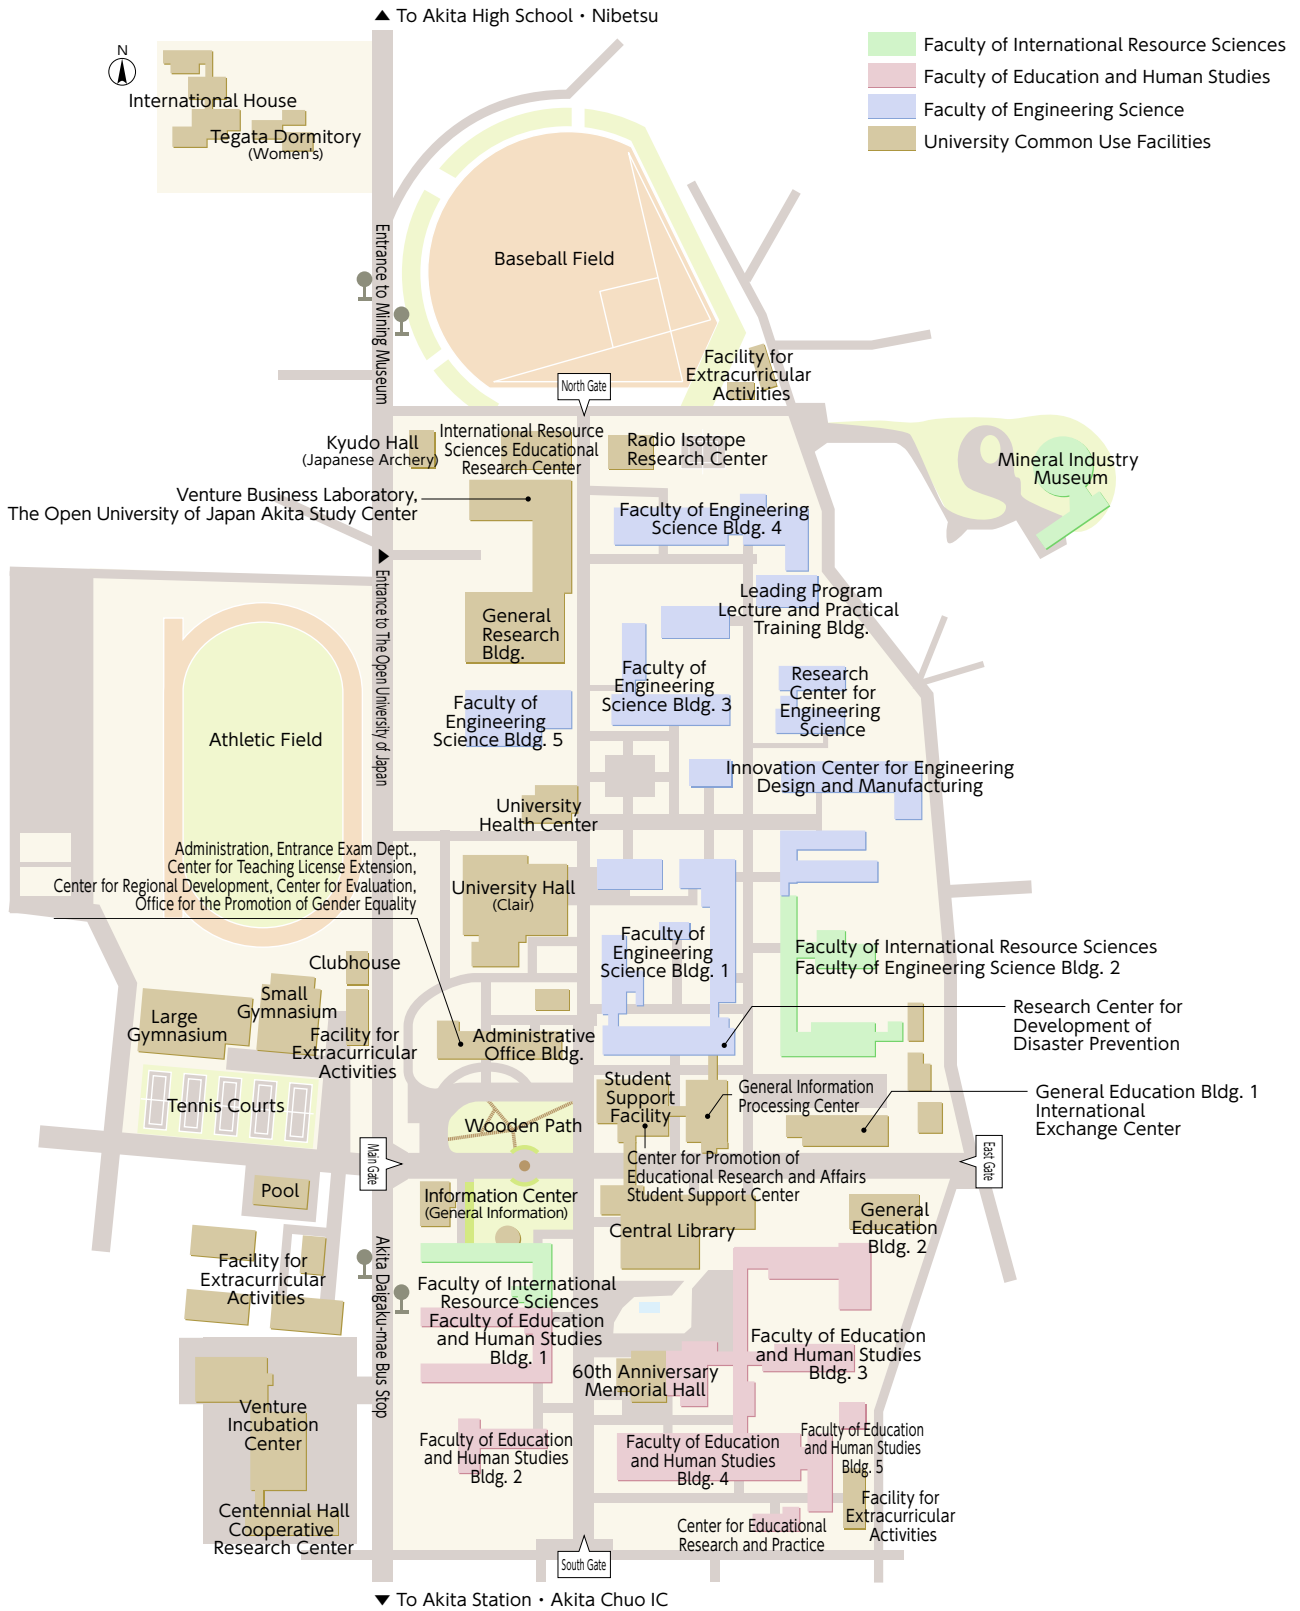 ▲ To Akita High School・Nibetsu
N
Faculty of International Resource Sciences
Faculty of Education and Human Studies
Faculty of Engineering Science
University Common Use Facilities
International House
Tegata Dormitory
(Women's)
Entrance to Mining Museum
Baseball Field
Facility for
Extracurricular
Activities
North Gate
Kyudo Hall
(Japanese Archery)
International Resource
Sciences Educational
Research Center
Radio Isotope
Research Center
Mineral Industry
Museum
Venture Business Laboratory,
The Open University of Japan Akita Study Center
Faculty of Engineering
Science Bldg. 4
Entrance to The Open University of Japan
Leading Program
Lecture and Practical
Training Bldg.
General
Research
Bldg.
Faculty of
Engineering
Science Bldg. 3
Research
Center for
Engineering
Science
Faculty of
Engineering
Science Bldg. 5
Athletic Field
Innovation Center for Engineering
Design and Manufacturing
University
Health Center
Administration, Entrance Exam Dept.,
Center for Teaching License Extension,
Center for Regional Development, Center for Evaluation,
Office for the Promotion of Gender Equality
University Hall
(Clair)
Faculty of
Engineering
Science Bldg. 1
Faculty of International Resource Sciences
Faculty of Engineering Science Bldg. 2
Clubhouse
Small
Gymnasium
Large
Gymnasium
Facility for
Extracurricular
Activities
Administrative
Office Bldg.
Research Center for
Development of
Disaster Prevention
Student
Support
Facility
General Information
Processing Center
General Education Bldg. 1
International
Exchange Center
Tennis Courts
Wooden Path
Main Gate
East Gate
Center for Promotion of
Educational Research and Affairs
Student Support Center
Pool
Information Center
(General Information)
Central Library
General
Education
Bldg. 2
Akita Daigaku-mae Bus Stop
Facility for
Extracurricular
Activities
Faculty of International
Resource Sciences
Faculty of Education
and Human Studies
Bldg. 1
Faculty of Education
and Human Studies
Bldg. 3
60th Anniversary
Memorial Hall
Venture
Incubation
Center
Faculty of Education
and Human Studies
Bldg. 2
Faculty of Education
and Human Studies
Bldg. 4
Faculty of Education
and Human Studies
Bldg. 5
Centennial Hall
Cooperative
Research Center
Facility for
Extracurricular
Activities
Center for Educational
Research and Practice
South Gate
▼ To Akita Station・Akita Chuo IC